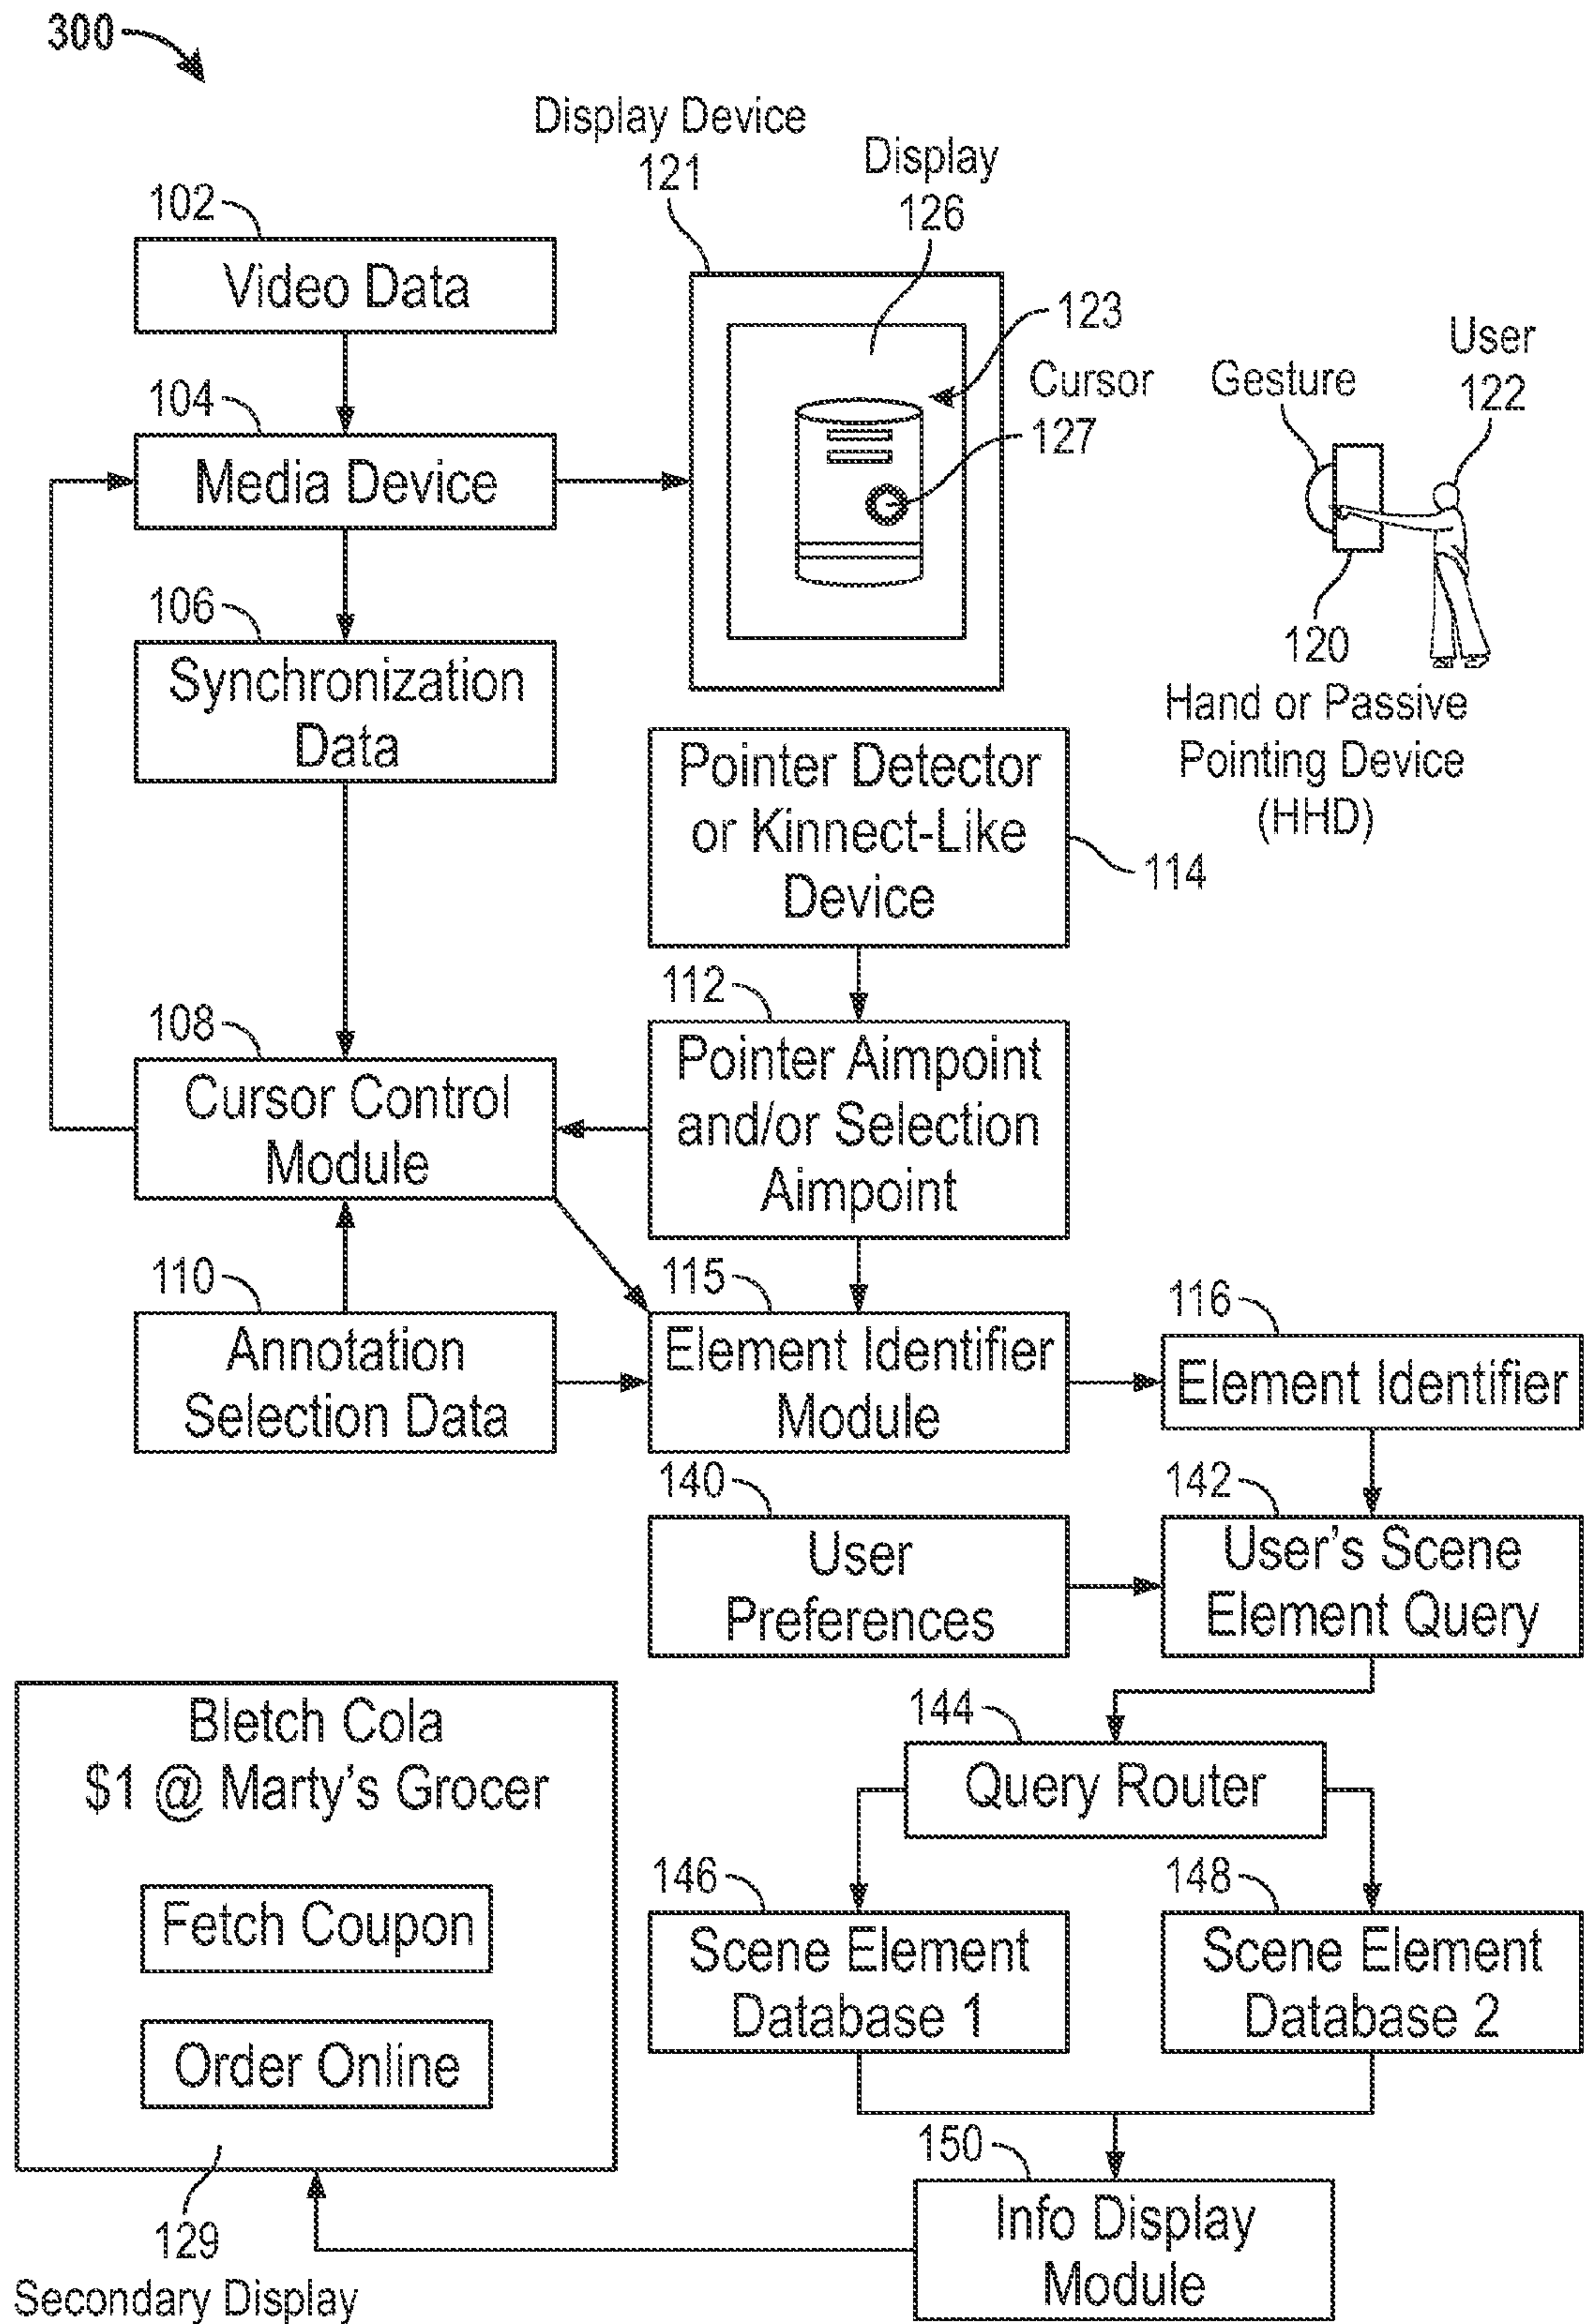 300
Display Device
121
Display
126
102
Video Data
123
Cursor
127
Gesture
User
122
104
Media Device
106
Synchronization
Data
120
Hand or Passive
Pointing Device
(HHD)
Pointer Detector
or Kinnect-Like
Device
114
112
Pointer Aimpoint
and/or Selection
Aimpoint
108
Cursor Control
Module
110
Annotation
Selection Data
115
Element Identifier
Module
116
Element Identifier
140
User
Preferences
142
User's Scene
Element Query
144
Query Router
Bletch Cola
$1 @ Marty's Grocer
Fetch Coupon
Order Online
146
Scene Element
Database 1
148
Scene Element
Database 2
150
Info Display
Module
129
Secondary Display